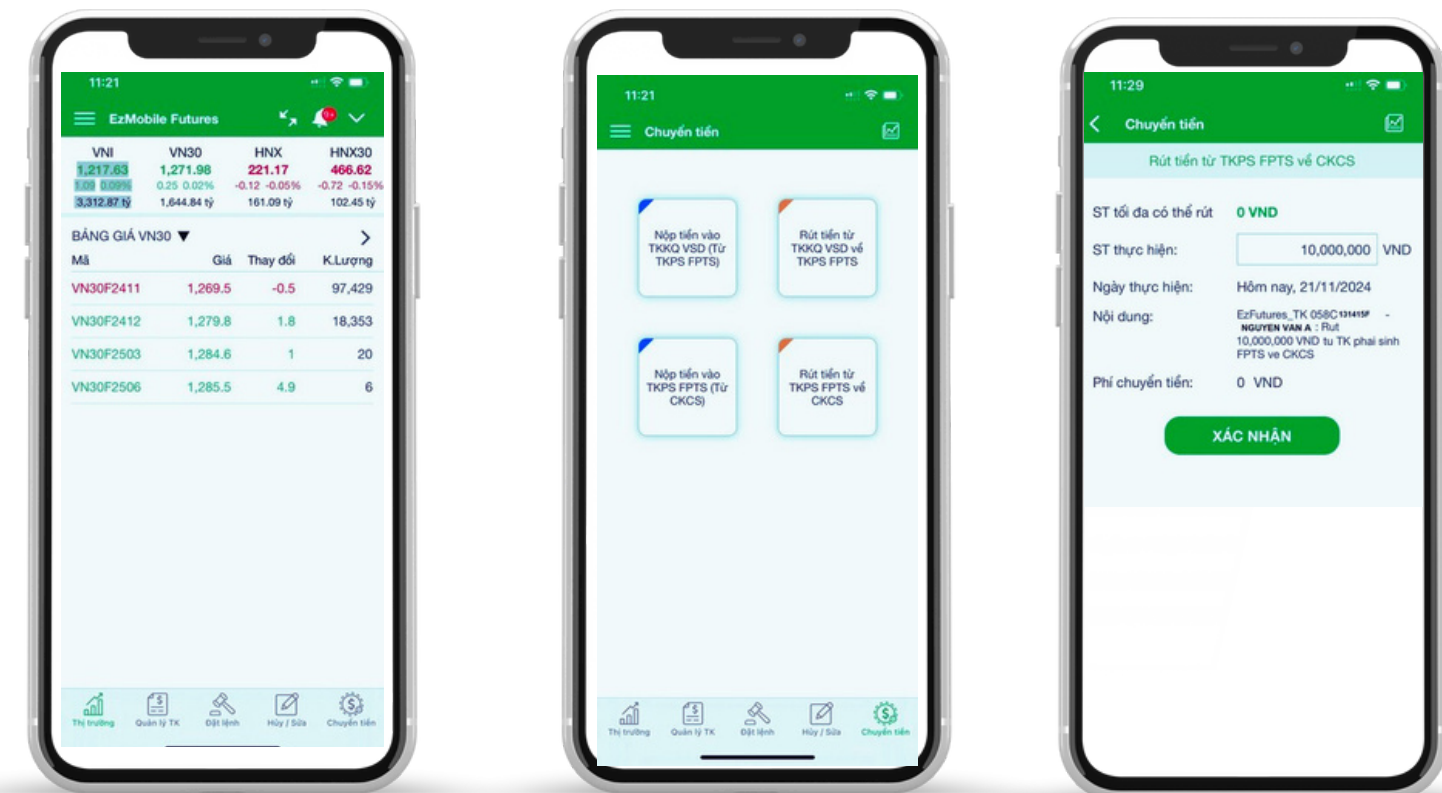 11:21
EzMobile Futures
9+
VNI VN30 HNX HNX30
1,217.63 1,271.98 221.17 466.62
1.09 0.09% 0.25 0.02% -0.12 -0.05% -0.72 -0.15%
3,312.87 tỷ 1,644.84 tỷ 161.09 tỷ 102.45 tỷ
BẢNG GIÁ VN30 ▼
Mã Giá Thay đổi K.Lượng
VN30F2411 1,269.5 -0.5 97,429
VN30F2412 1,279.8 1.8 18,353
VN30F2503 1,284.6 1 20
VN30F2506 1,285.5 4.9 6
Thị trường Quản lý TK Đặt lệnh Hủy / Sửa Chuyển tiền
11:21
Chuyển tiền
Nộp tiền vào
TKKQ VSD (Từ
TKPS FPTS)
Rút tiền từ
TKKQ VSD về
TKPS FPTS
Nộp tiền vào
TKPS FPTS (Từ
CKCS)
Rút tiền từ
TKPS FPTS về
CKCS
Thị trường Quản lý TK Đặt lệnh Hủy / Sửa Chuyển tiền
11:29
Chuyển tiền
Rút tiền từ TKPS FPTS về CKCS
ST tối đa có thể rút 0 VND
ST thực hiện: 10,000,000 VND
Ngày thực hiện: Hôm nay, 21/11/2024
Nội dung: EzFutures_TK 058C131415F -
NGUYEN VAN A : Rut
10,000,000 VND tu TK phai sinh
FPTS ve CKCS
Phí chuyển tiền: 0 VND
XÁC NHẬN